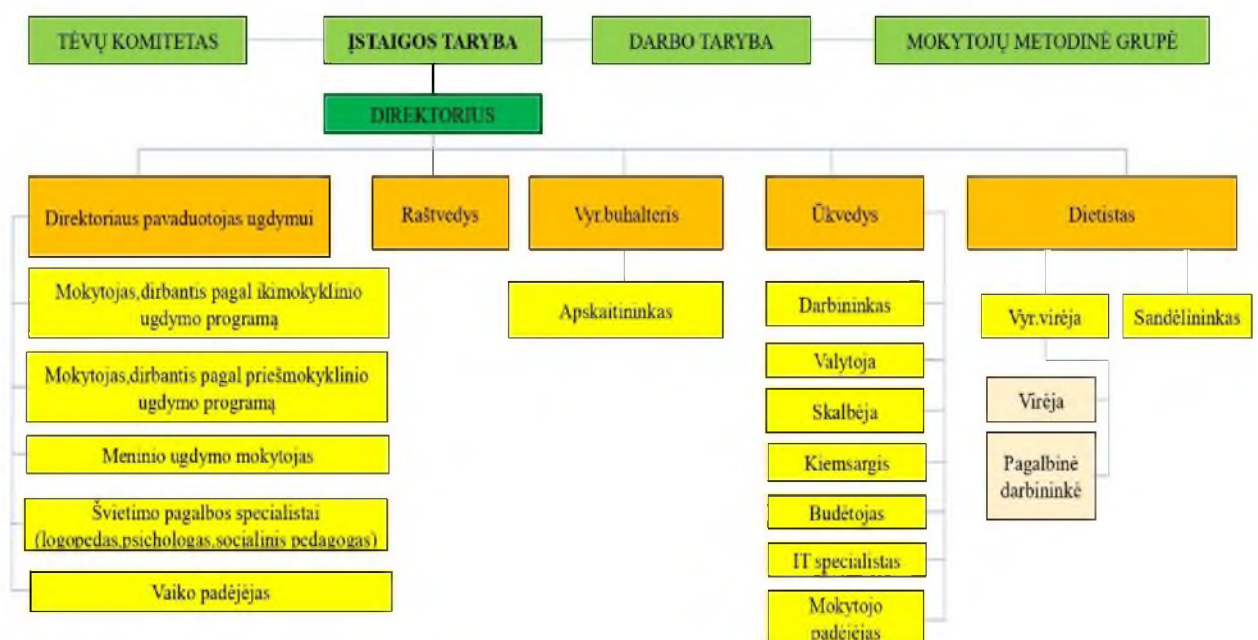 TĖVŲ KOMITETAS
ĮSTAIGOS TARYBA
DARBO TARYBA
MOKYTOJŲ METODINĖ GRUPĖ
DIREKTORIUS
Direktoriaus pavaduotojas ugdymui
Raštvedys
Vyr.buhalteris
Ūkvedys
Dietistas
Mokytojas,dirbantis pagal ikimokyklinio
ugdymo programą
Mokytojas,dirbantis pagal priešmokyklinio
ugdymo programą
Meninio ugdymo mokytojas
Švietimo pagalbos specialistai
(logopedas,psichologas,socialinis pedagogas)
Vaiko padėjėjas
Apskaitininkas
Darbininkas
Valytoja
Skalbėja
Kiemsargis
Budėtojas
IT specialistas
Mokytojo
padėjėjas
Vyr.virėja
Sandėlininkas
Virėja
Pagalbinė
darbininkė